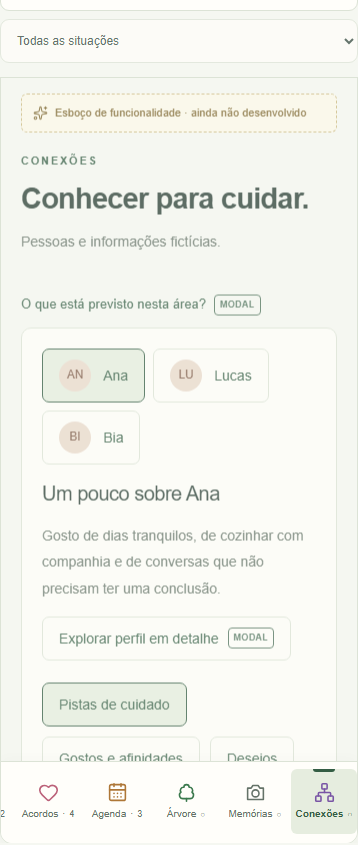 Todas as situações
Esboço de funcionalidade · ainda não desenvolvido
CONEXÕES
Conhecer para cuidar.
Pessoas e informações fictícias.
O que está previsto nesta área? MODAL
AN Ana LU Lucas
BI Bia
Um pouco sobre Ana
Gosto de dias tranquilos, de cozinhar com
companhia e de conversas que não
precisam ter uma conclusão.
Explorar perfil em detalhe MODAL
Pistas de cuidado
Gostos e afinidades Desejos
2 Acordos · 4 Agenda · 3 Árvore ○ Memórias ○ Conexões ○